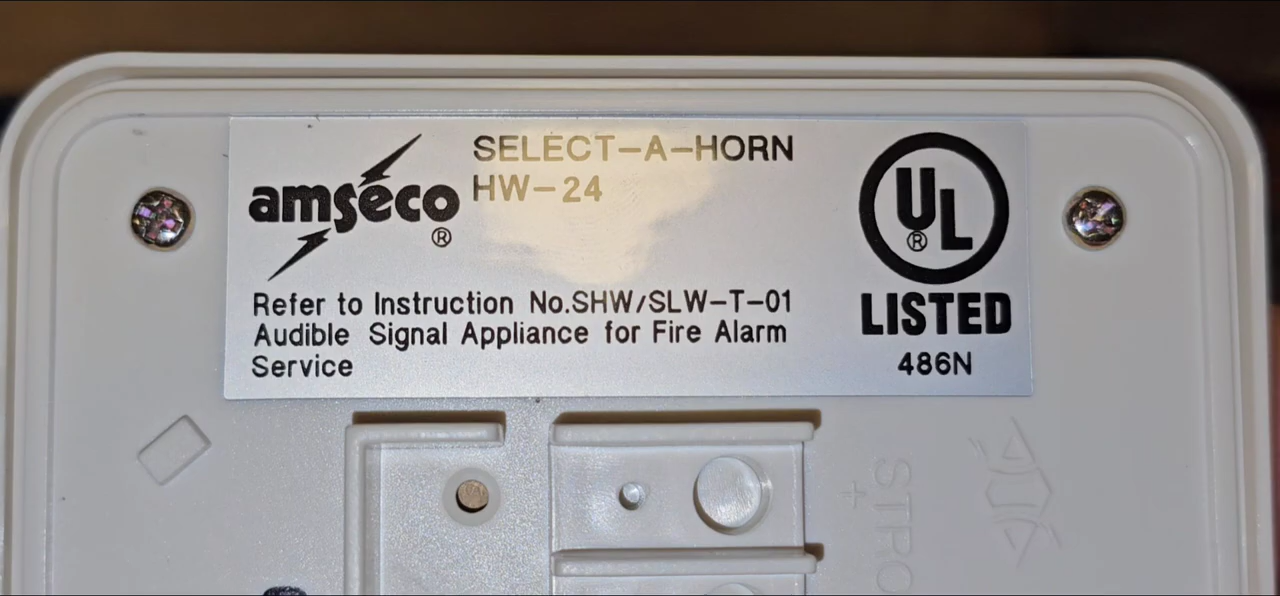 amseco
®
SELECT-A-HORN
HW-24
Refer to Instruction No.SHW/SLW-T-01
Audible Signal Appliance for Fire Alarm
Service
UL
®
LISTED
486N
+
STRO